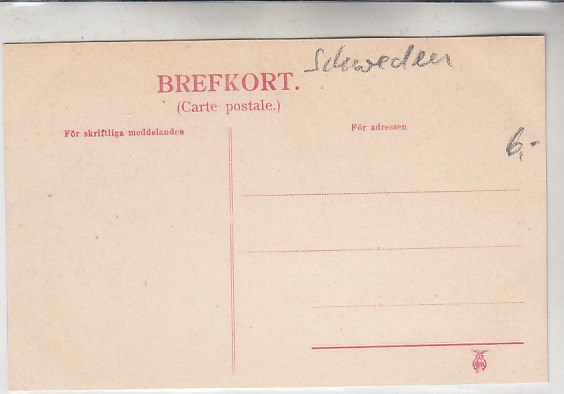 Schweden
BREFKORT.
(Carte postale.)
För skriftliga meddelanden
För adressen
6,-